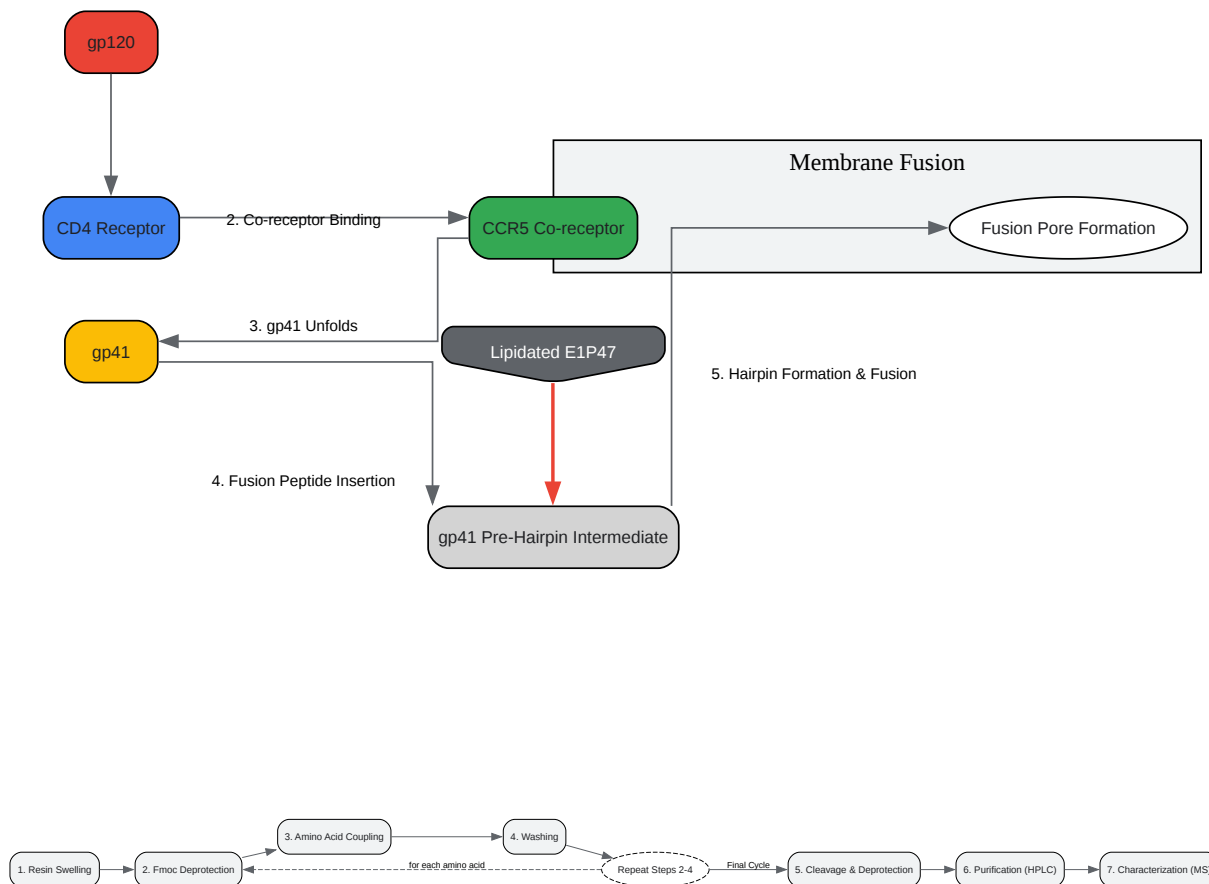 gp120
Membrane Fusion
CD4 Receptor
2. Co-receptor Binding
CCR5 Co-receptor
Fusion Pore Formation
3. gp41 Unfolds
gp41
Lipidated E1P47
5. Hairpin Formation & Fusion
4. Fusion Peptide Insertion
gp41 Pre-Hairpin Intermediate
3. Amino Acid Coupling
4. Washing
1. Resin Swelling
2. Fmoc Deprotection
for each amino acid
Repeat Steps 2-4
Final Cycle
5. Cleavage & Deprotection
6. Purification (HPLC)
7. Characterization (MS)